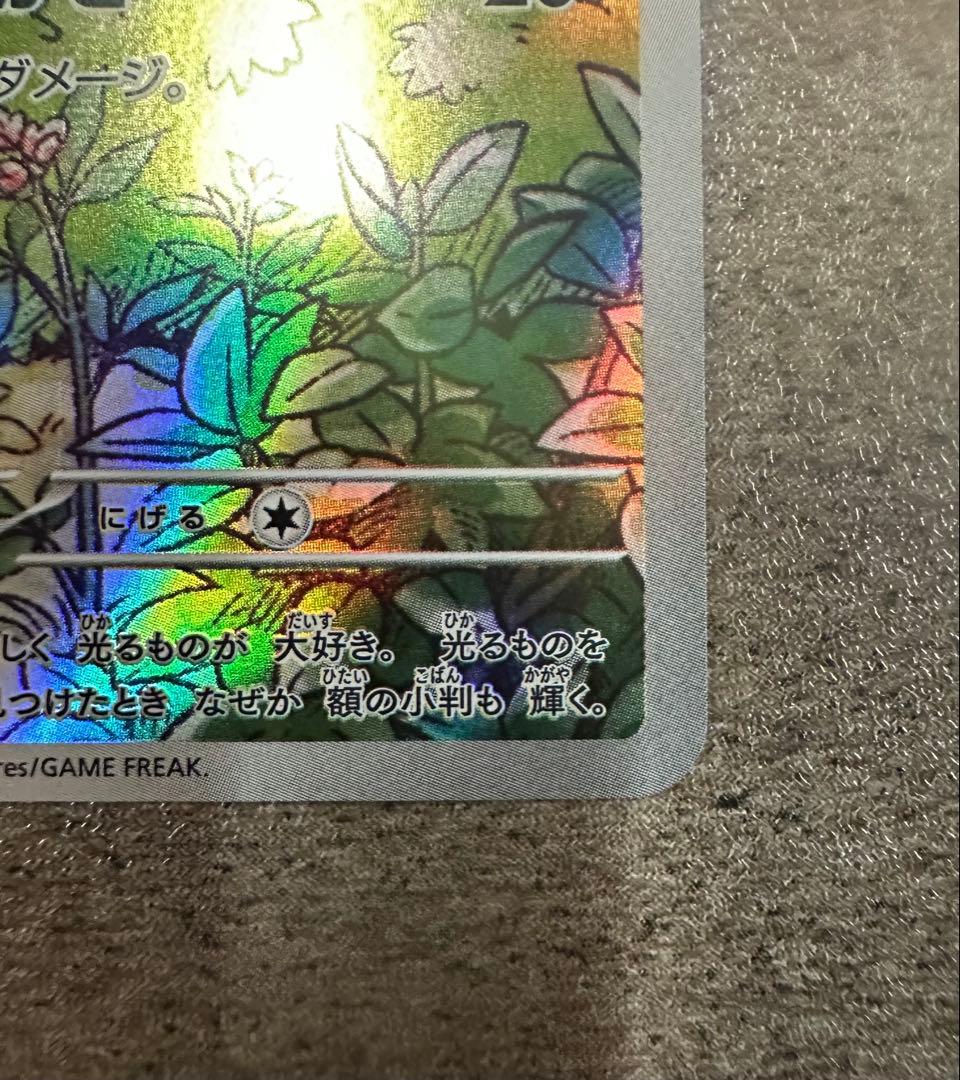 ダメージ。
にげる
しく 光るものが 大好き。 光るものを
つけたとき なぜか 額の小判も 輝く。
res/GAME FREAK.